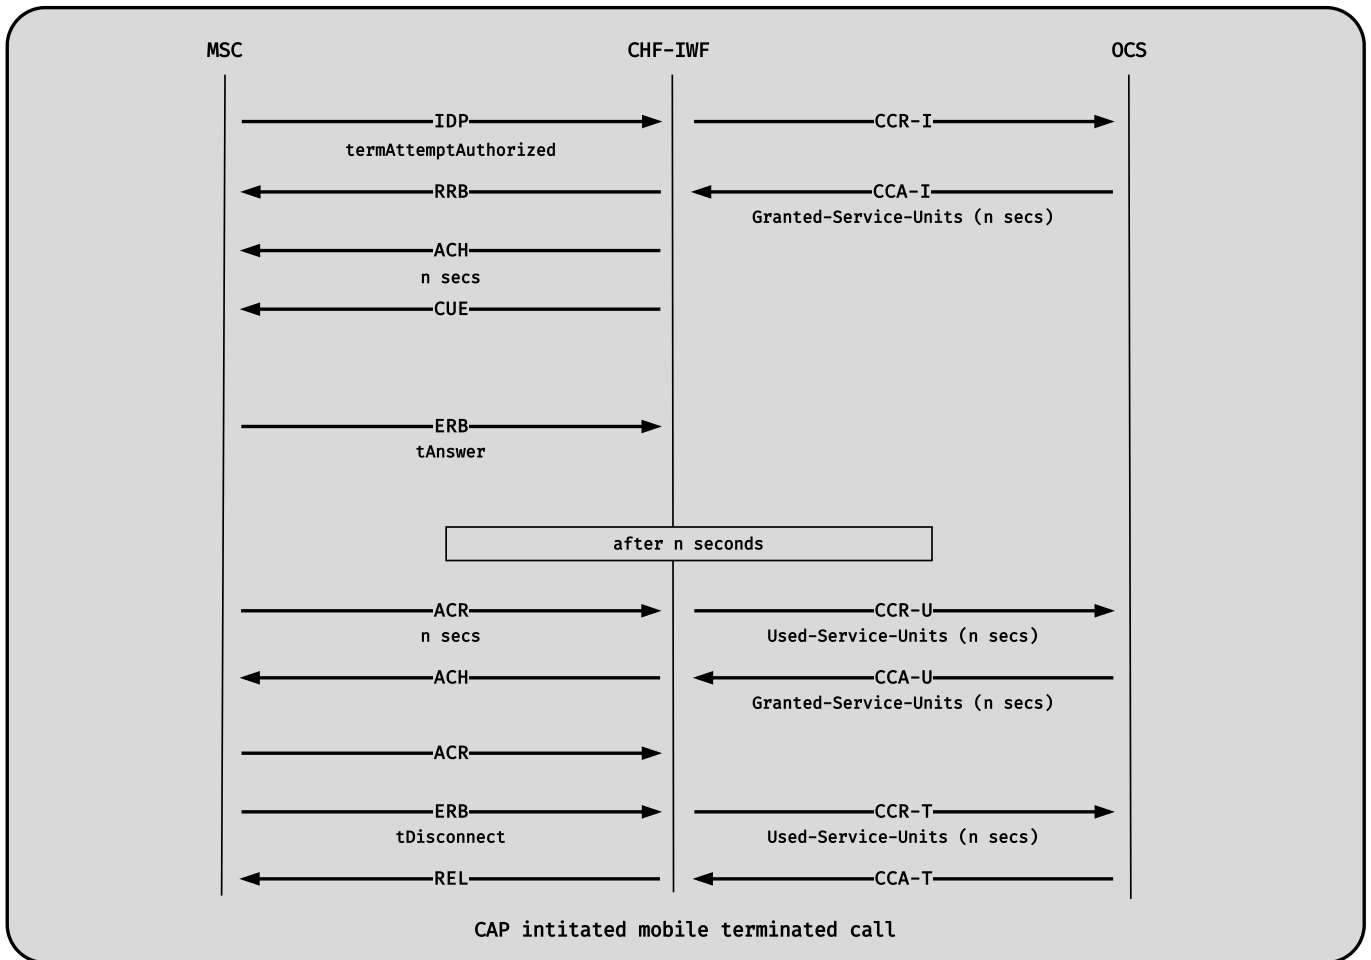 MSC CHF-IWF OCS
IDP CCR-I
termAttemptAuthorized
RRB CCA-I
Granted-Service-Units (n secs)
ACH
n secs
CUE
ERB
tAnswer
after n seconds
ACR CCR-U
n secs Used-Service-Units (n secs)
ACH CCA-U
Granted-Service-Units (n secs)
ACR
ERB CCR-T
tDisconnect Used-Service-Units (n secs)
REL CCA-T
CAP intitated mobile terminated call